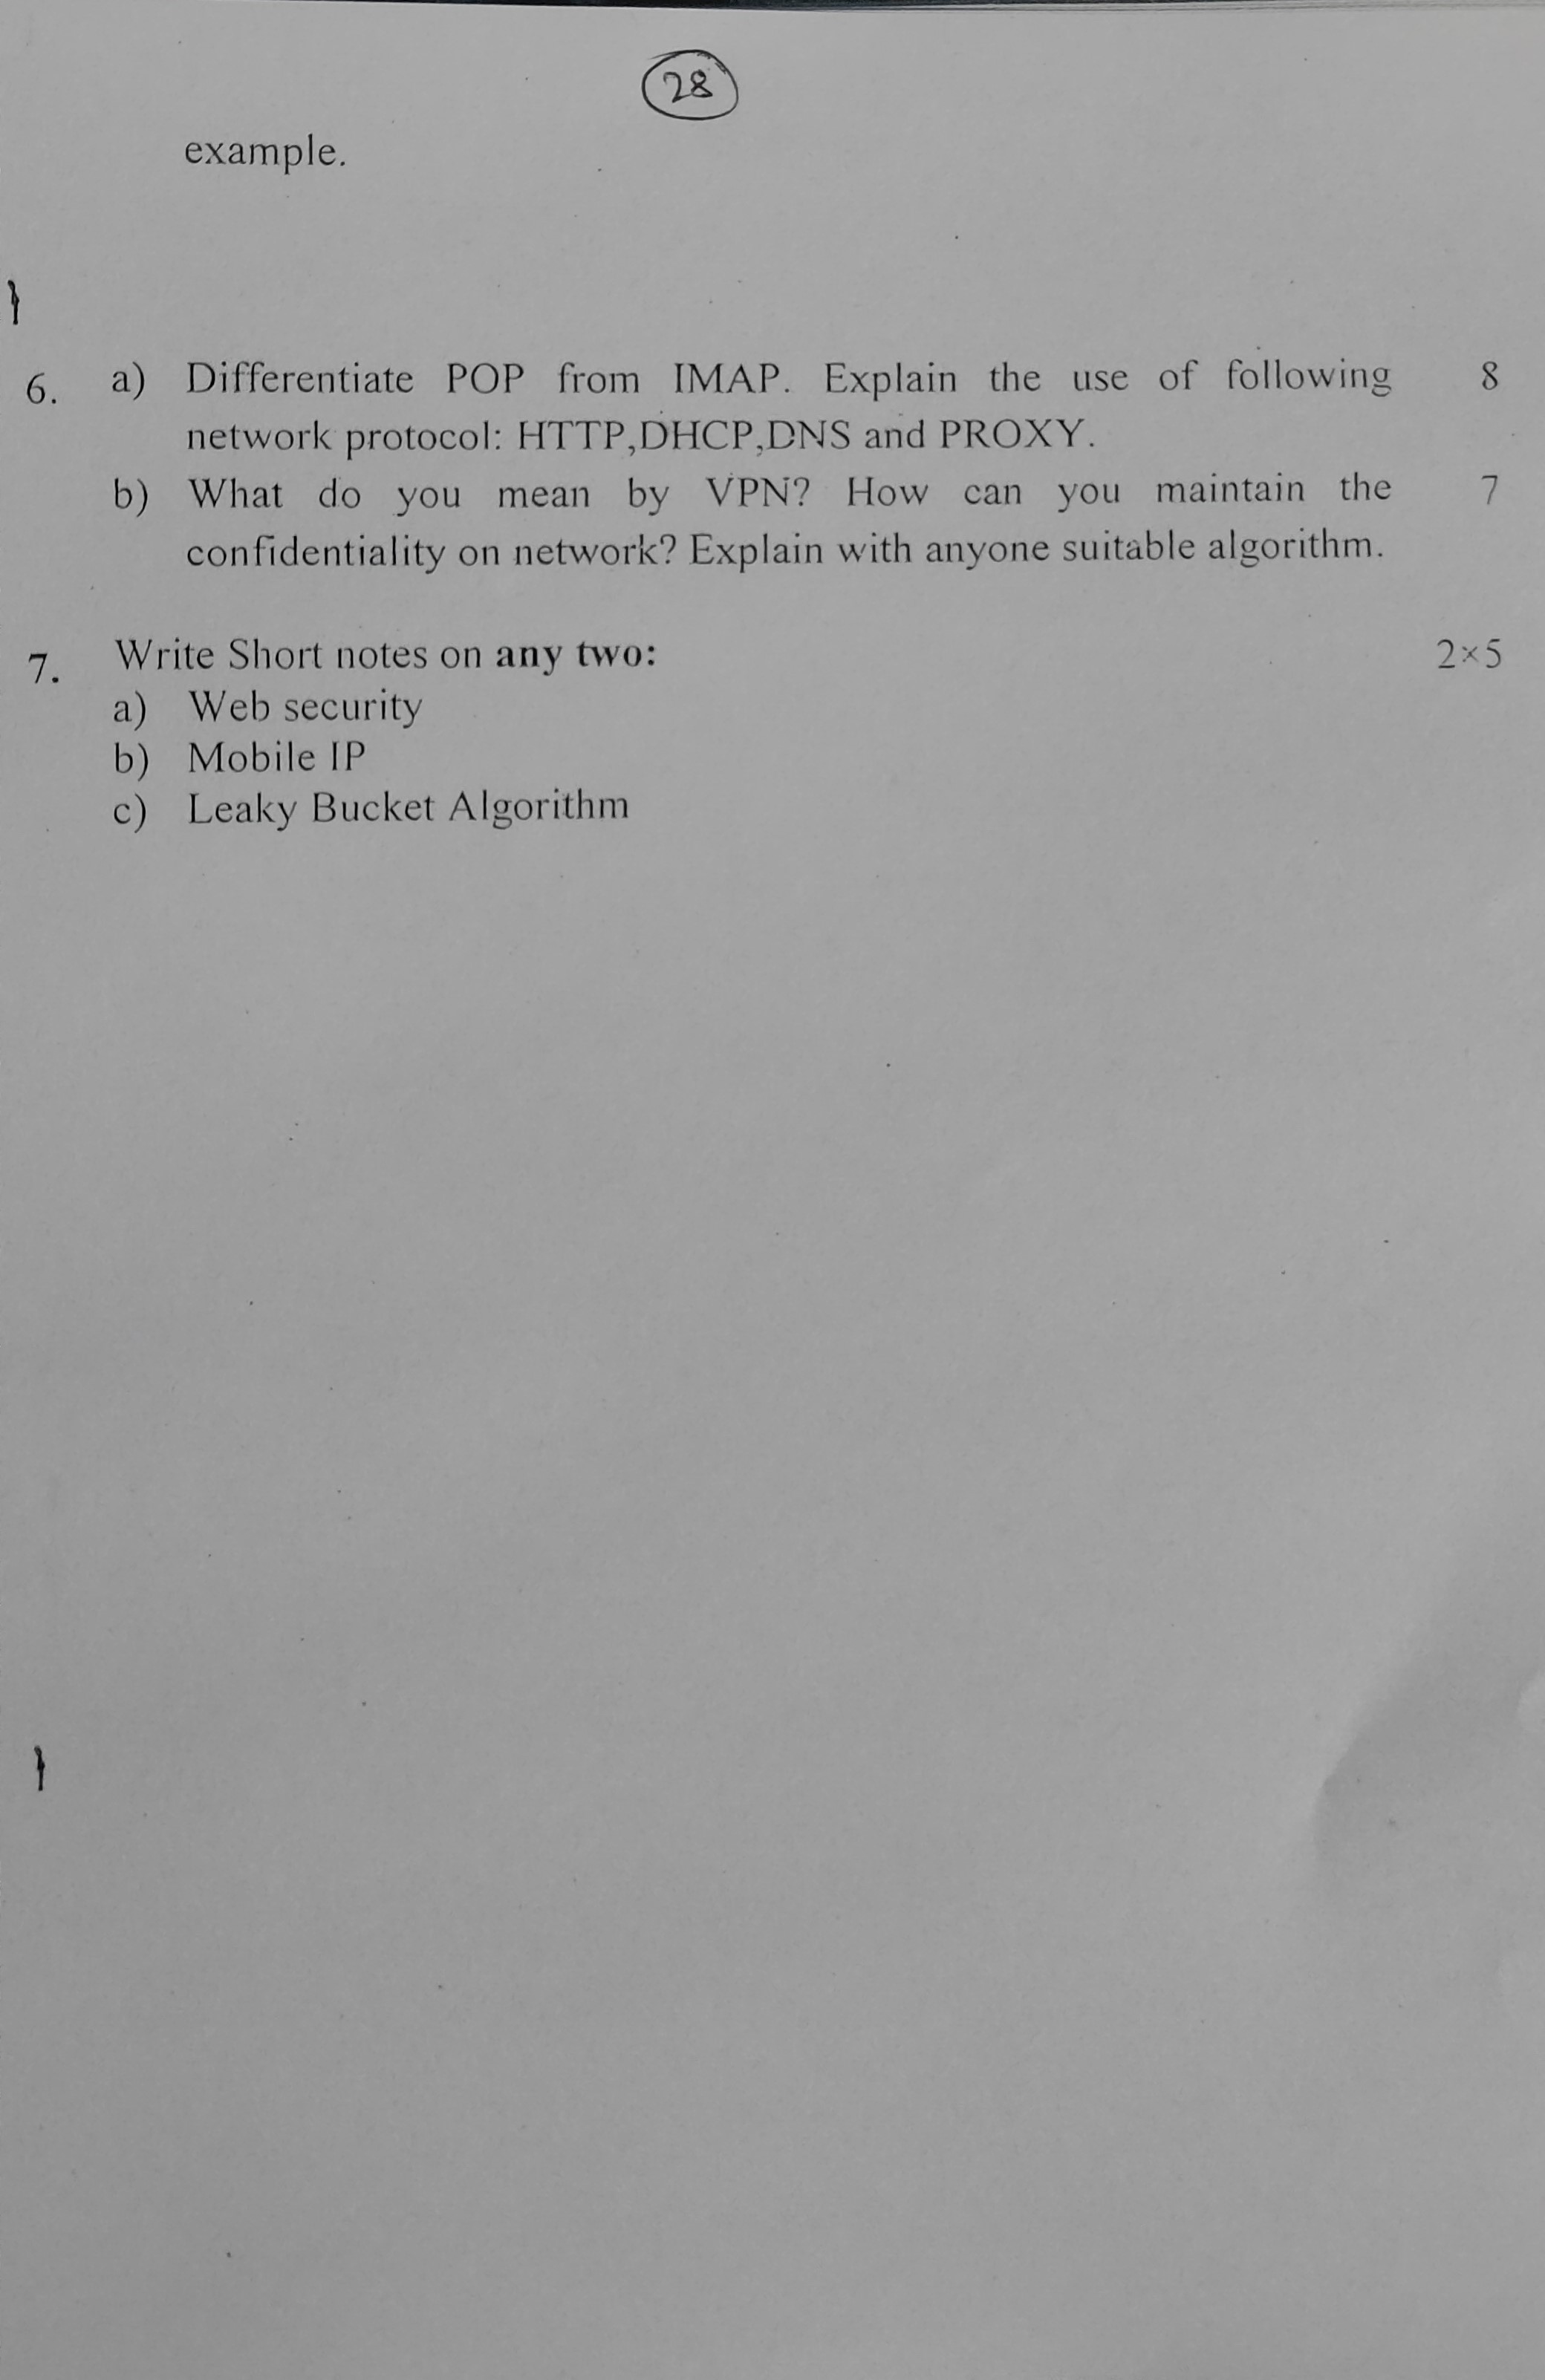 28
example.
6. a) Differentiate POP from IMAP. Explain the use of following 8
network protocol: HTTP,DHCP,DNS and PROXY.
b) What do you mean by VPN? How can you maintain the 7
confidentiality on network? Explain with anyone suitable algorithm.
7. Write Short notes on any two: 2×5
a) Web security
b) Mobile IP
c) Leaky Bucket Algorithm